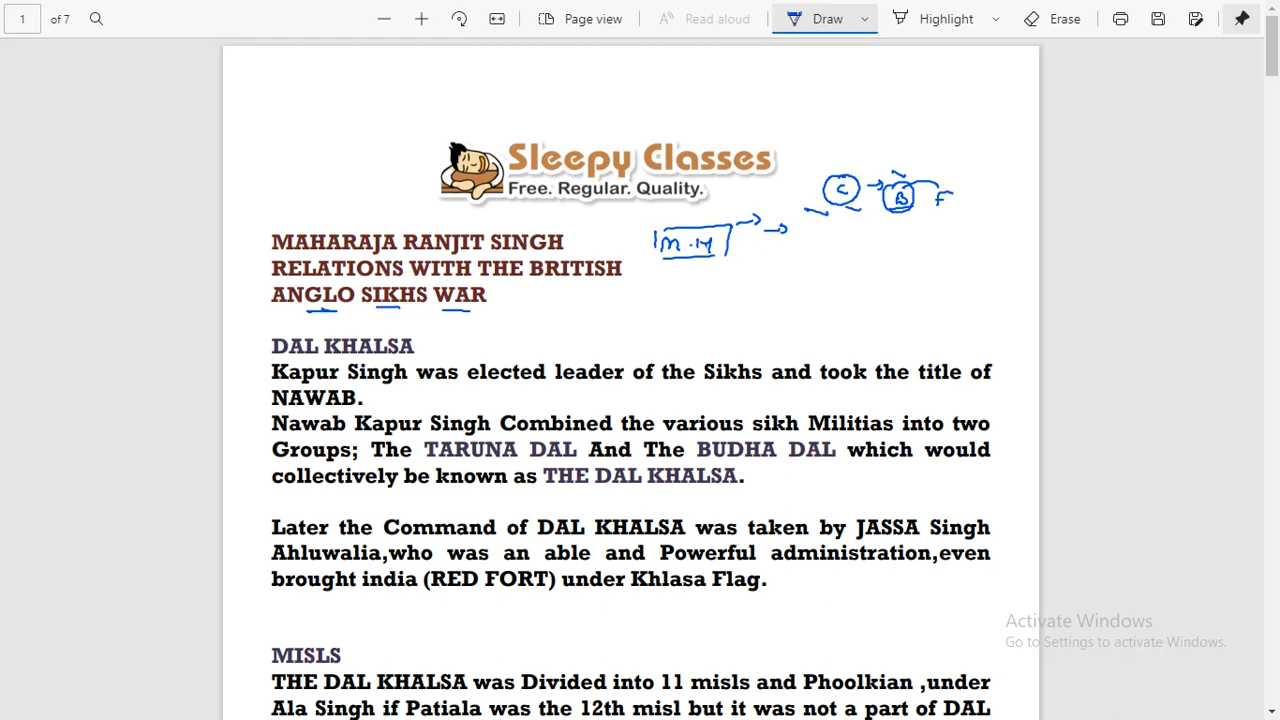 1 of 7 Page view Read aloud Draw Highlight Erase
Sleepy Classes
Free. Regular. Quality.
C B F
M.H
MAHARAJA RANJIT SINGH
RELATIONS WITH THE BRITISH
ANGLO SIKHS WAR
DAL KHALSA
Kapur Singh was elected leader of the Sikhs and took the title of
NAWAB.
Nawab Kapur Singh Combined the various sikh Militias into two
Groups; The TARUNA DAL And The BUDHA DAL which would
collectively be known as THE DAL KHALSA.
Later the Command of DAL KHALSA was taken by JASSA Singh
Ahluwalia,who was an able and Powerful administration,even
brought india (RED FORT) under Khlasa Flag.
Activate Windows
Go to Settings to activate Windows.
MISLS
THE DAL KHALSA was Divided into 11 misls and Phoolkian ,under
Ala Singh if Patiala was the 12th misl but it was not a part of DAL